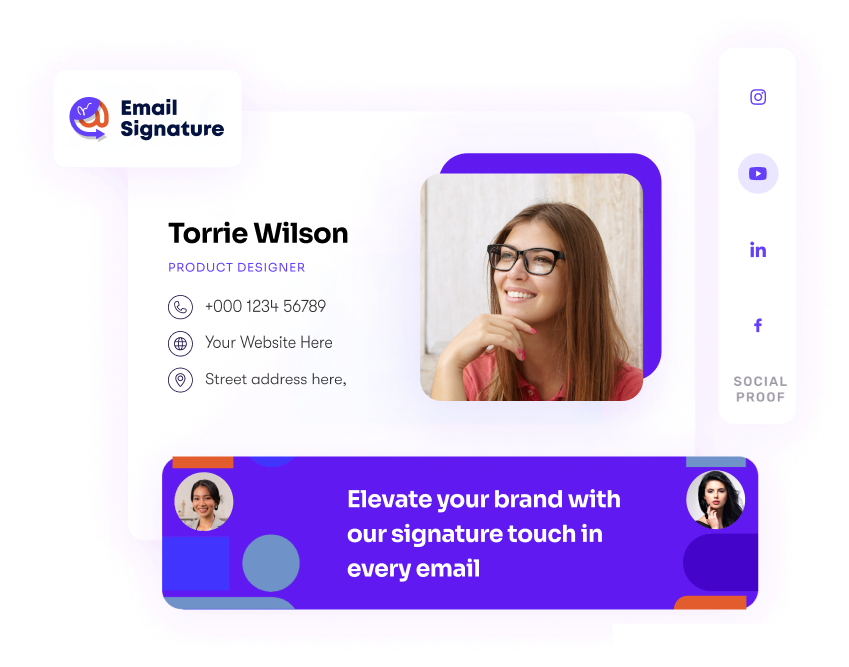 Email
Signature
Torrie Wilson
PRODUCT DESIGNER
+000 1234 56789
Your Website Here
Street address here,
in
f
SOCIAL
PROOF
Elevate your brand with
our signature touch in
every email